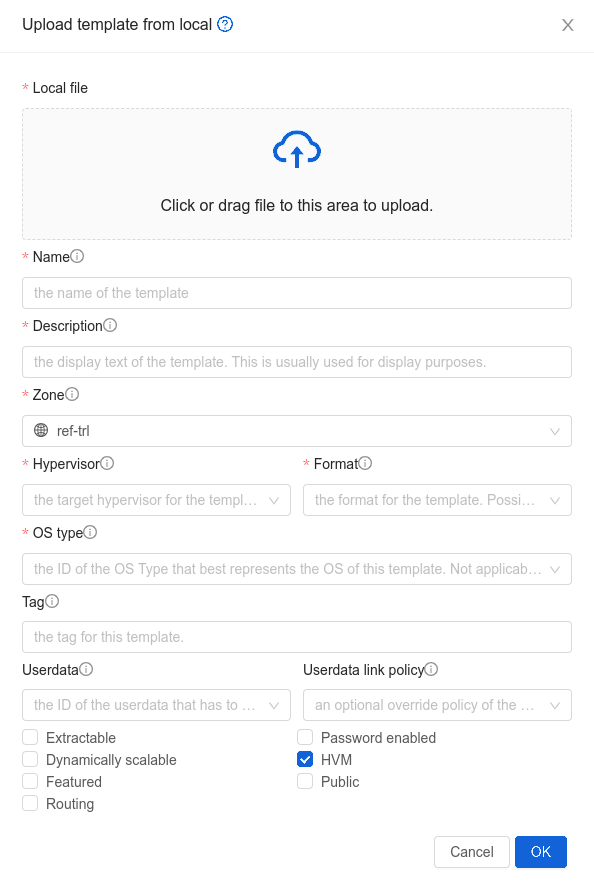 Upload template from local
* Local file
Click or drag file to this area to upload.
* Name
the name of the template
* Description
the display text of the template. This is usually used for display purposes.
* Zone
ref-trl
* Hypervisor * Format
the target hypervisor for the templ... the format for the template. Possi...
* OS type
the ID of the OS Type that best represents the OS of this template. Not applicab...
Tag
the tag for this template.
Userdata Userdata link policy
the ID of the userdata that has to ... an optional override policy of the ...
Extractable Password enabled
Dynamically scalable HVM
Featured Public
Routing
Cancel OK